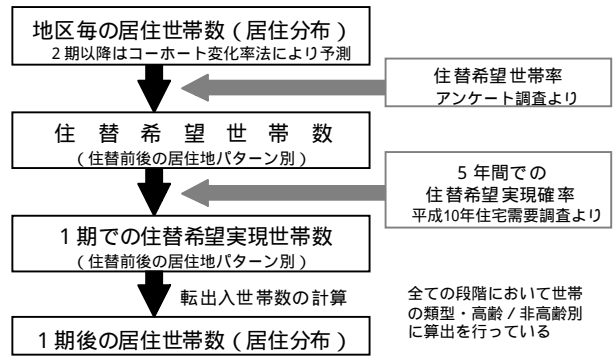 地区毎の居住世帯数(居住分布)
2期以降はコーホート変化率法により予測
住替希望世帯率
アンケート調査より
住替希望世帯数
(住替前後の居住地パターン別)
5年間での
住替希望実現確率
平成10年住宅需要調査より
1期での住替希望実現世帯数
(住替前後の居住地パターン別)
転出入世帯数の計算
全ての段階において世帯
の類型・高齢/非高齢別
に算出を行っている
1期後の居住世帯数(居住分布)